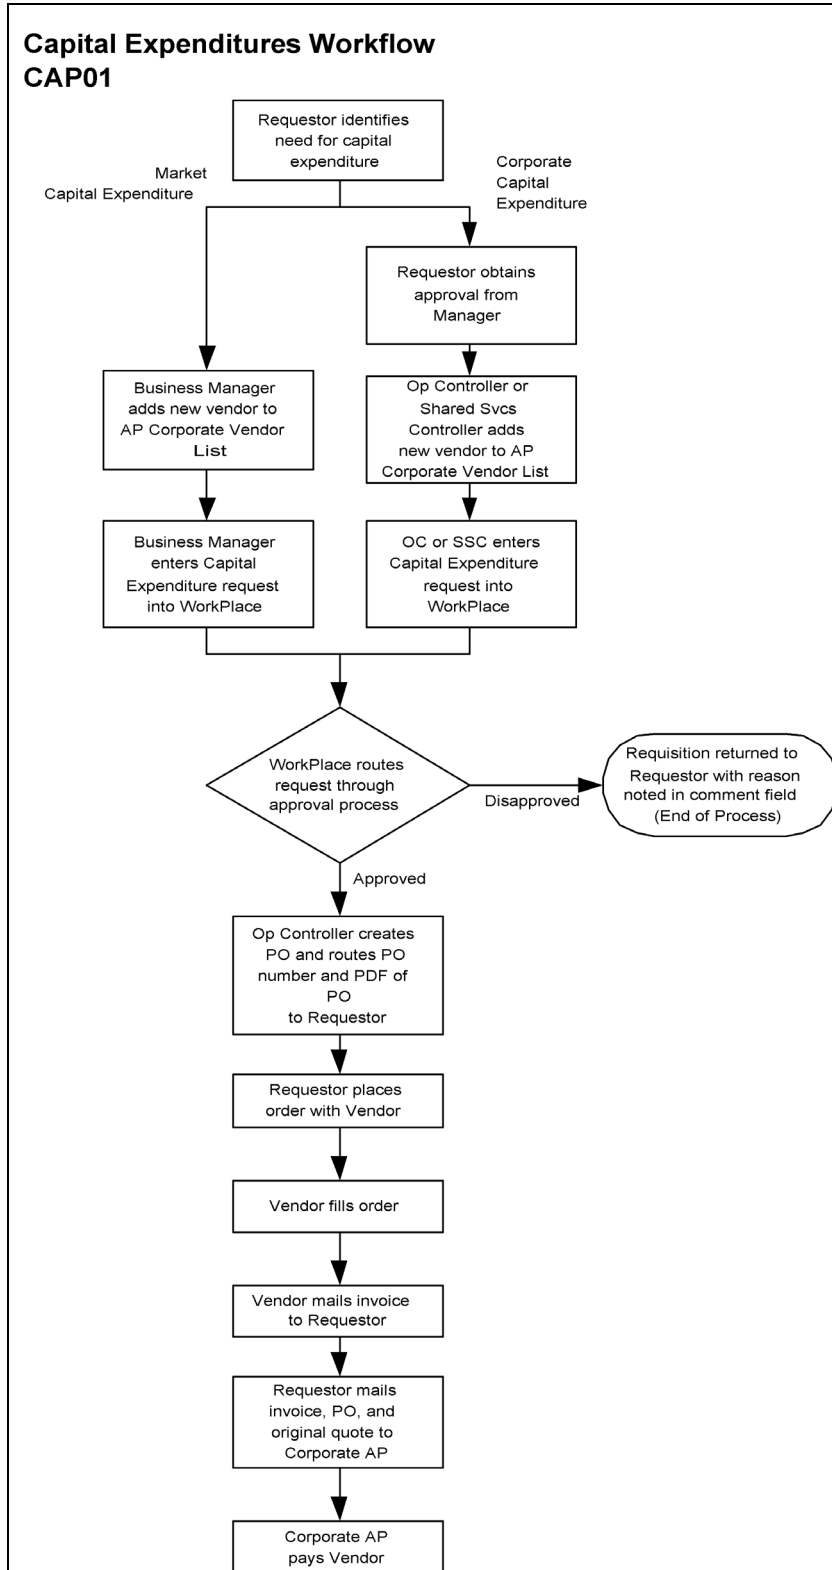 Capital Expenditures Workflow
CAP01
Requestor identifies
need for capital
expenditure
Market
Capital Expenditure
Corporate
Capital
Expenditure
Requestor obtains
approval from
Manager
Business Manager
adds new vendor to
AP Corporate Vendor
List
Op Controller or
Shared Svcs
Controller adds
new vendor to AP
Corporate Vendor List
Business Manager
enters Capital
Expenditure request
into WorkPlace
OC or SSC enters
Capital Expenditure
request into
WorkPlace
WorkPlace routes
request through
approval process
Disapproved
Requisition returned to
Requestor with reason
noted in comment field
(End of Process)
Approved
Op Controller creates
PO and routes PO
number and PDF of
PO
to Requestor
Requestor places
order with Vendor
Vendor fills order
Vendor mails invoice
to Requestor
Requestor mails
invoice, PO, and
original quote to
Corporate AP
Corporate AP
pays Vendor